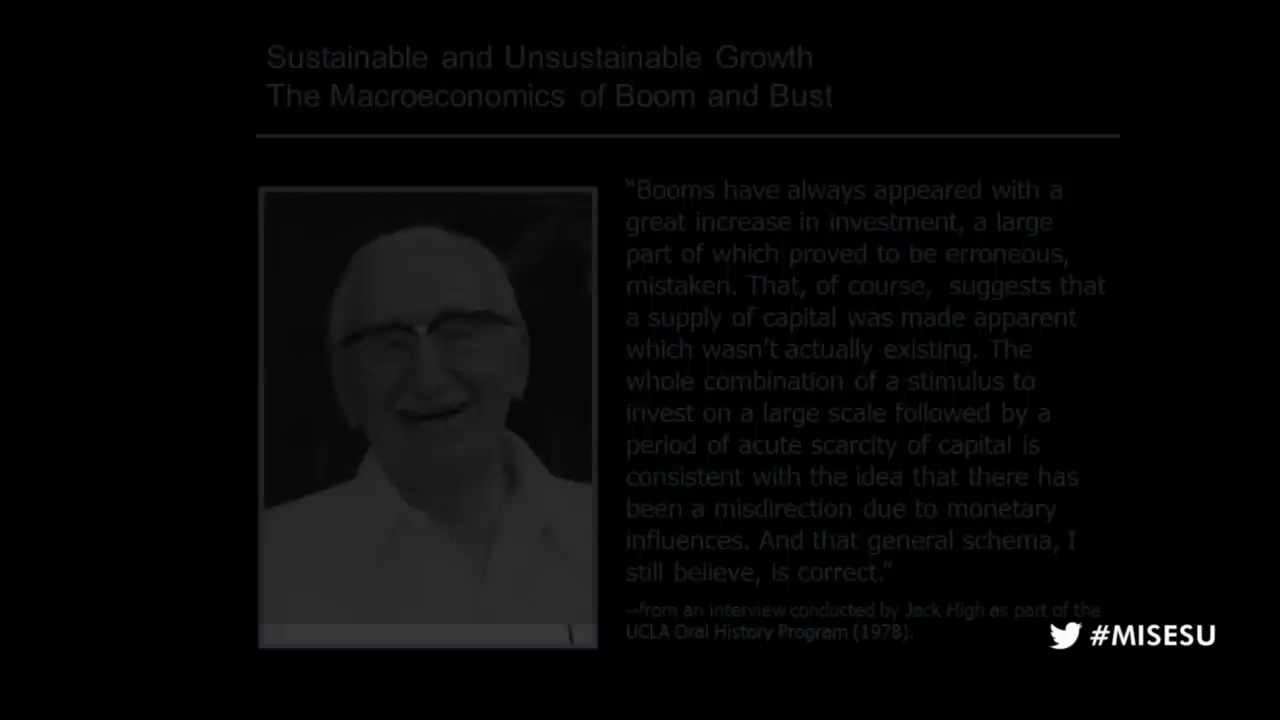 Sustainable and Unsustainable Growth
The Macroeconomics of Boom and Bust
“Booms have always appeared with a
great increase in investment, a large
part of which proved to be erroneous,
mistaken. That, of course, suggests that
a supply of capital was made apparent
which wasn’t actually existing. The
whole combination of a stimulus to
invest on a large scale followed by a
period of acute scarcity of capital is
consistent with the idea that there has
been a misdirection due to monetary
influences. And that general schema, I
still believe, is correct.”
--from an interview conducted by Jack High as part of the
UCLA Oral History Program (1978).
#MISESU